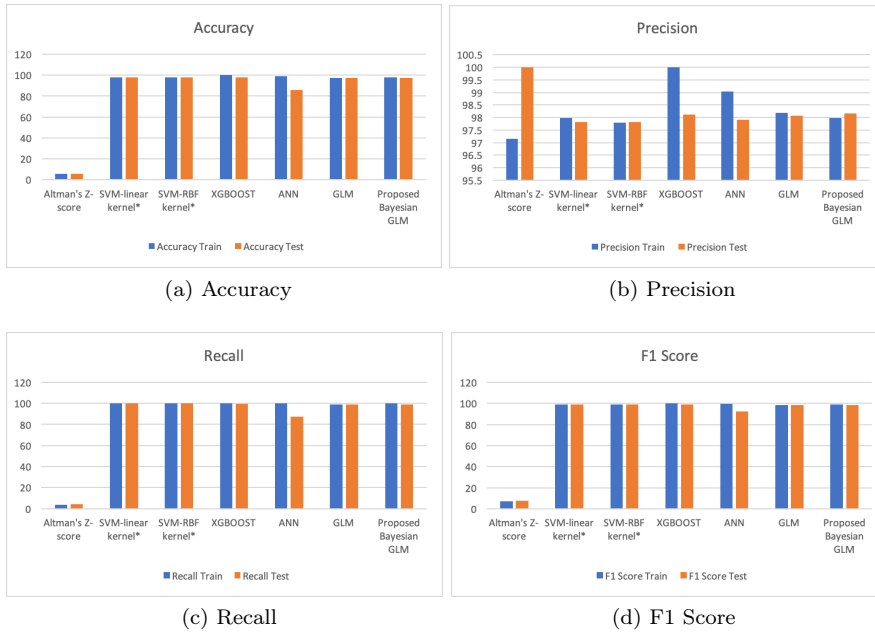 Accuracy
120
100
80
60
40
20
0
Altman's Z-score
SVM-linear kernel*
SVM-RBF kernel*
XGBOOST
ANN
GLM
Proposed Bayesian GLM
Accuracy Train
Accuracy Test
(a) Accuracy
Precision
100.5
100
99.5
99
98.5
98
97.5
97
96.5
96
95.5
Altman's Z-score
SVM-linear kernel*
SVM-RBF kernel*
XGBOOST
ANN
GLM
Proposed Bayesian GLM
Precision Train
Precision Test
(b) Precision
Recall
120
100
80
60
40
20
0
Altman's Z-score
SVM-linear kernel*
SVM-RBF kernel*
XGBOOST
ANN
GLM
Proposed Bayesian GLM
Recall Train
Recall Test
(c) Recall
F1 Score
120
100
80
60
40
20
0
Altman's Z-score
SVM-linear kernel*
SVM-RBF kernel*
XGBOOST
ANN
GLM
Proposed Bayesian GLM
F1 Score Train
F1 Score Test
(d) F1 Score